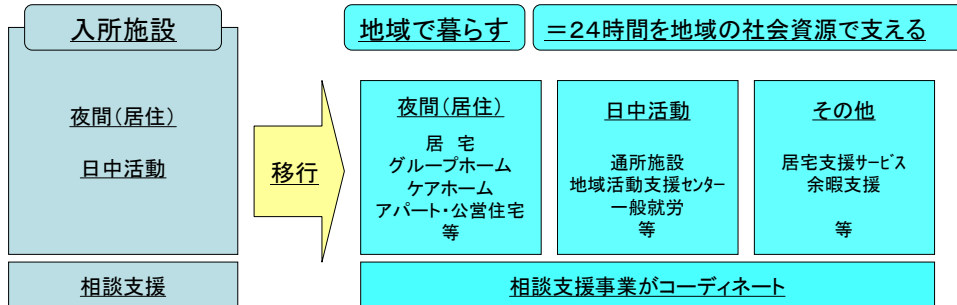 入所施設
夜間（居住）
日中活動
相談支援
移行
地域で暮らす
＝２４時間を地域の社会資源で支える
夜間（居住）
居　宅
グループホーム
ケアホーム
アパート・公営住宅
等
日中活動
通所施設
地域活動支援ｾﾝﾀｰ
一般就労
等
その他
居宅支援ｻｰﾋﾞｽ
余暇支援
等
相談支援事業がコーディネート